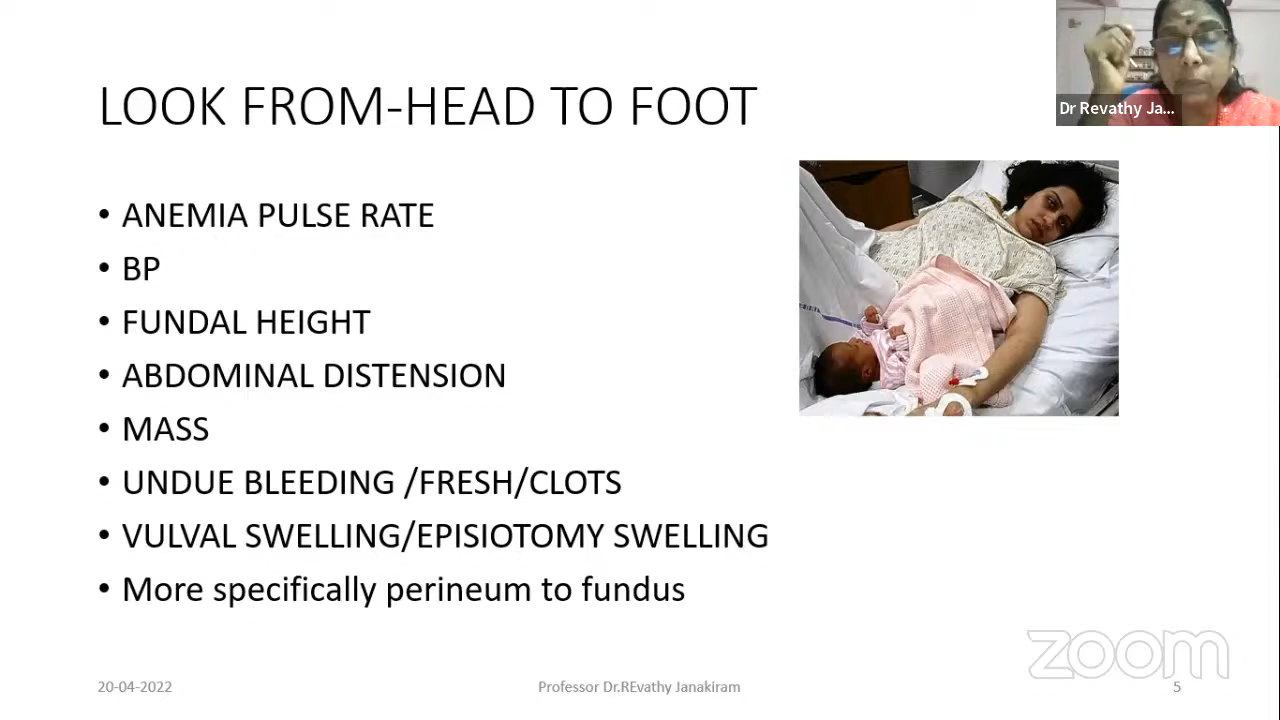 LOOK FROM-HEAD TO FOOT
Dr Revathy Ja...
• ANEMIA PULSE RATE
• BP
• FUNDAL HEIGHT
• ABDOMINAL DISTENSION
• MASS
• UNDUE BLEEDING /FRESH/CLOTS
• VULVAL SWELLING/EPISIOTOMY SWELLING
• More specifically perineum to fundus
zoom
20-04-2022
Professor Dr.REvathy Janakiram
5